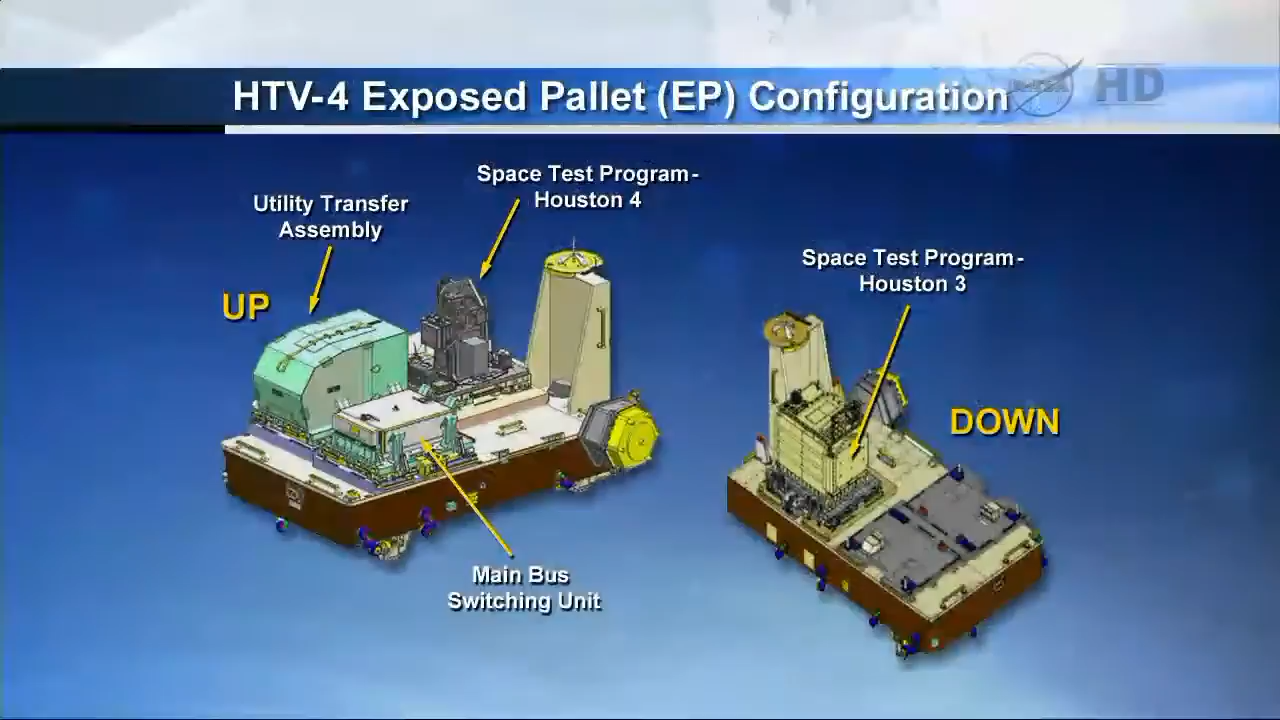 HTV-4 Exposed Pallet (EP) Configuration
NASA HD
Space Test Program-
Houston 4
Utility Transfer
Assembly
UP
Space Test Program-
Houston 3
DOWN
Main Bus
Switching Unit